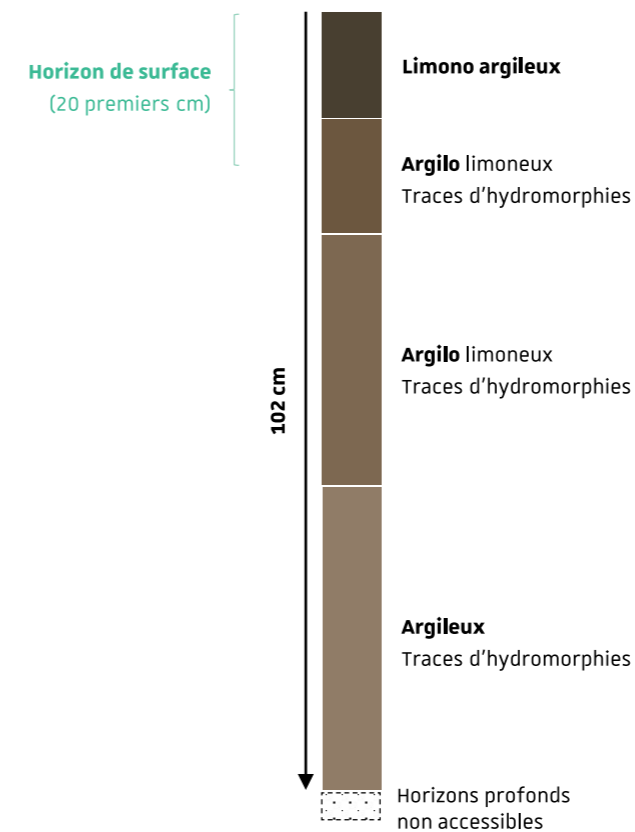 Horizon de surface
(20 premiers cm)
102 cm
Limono argileux
Argilo limoneux
Traces d'hydromorphies
Argilo limoneux
Traces d'hydromorphies
Argileux
Traces d'hydromorphies
Horizons profonds
non accessibles